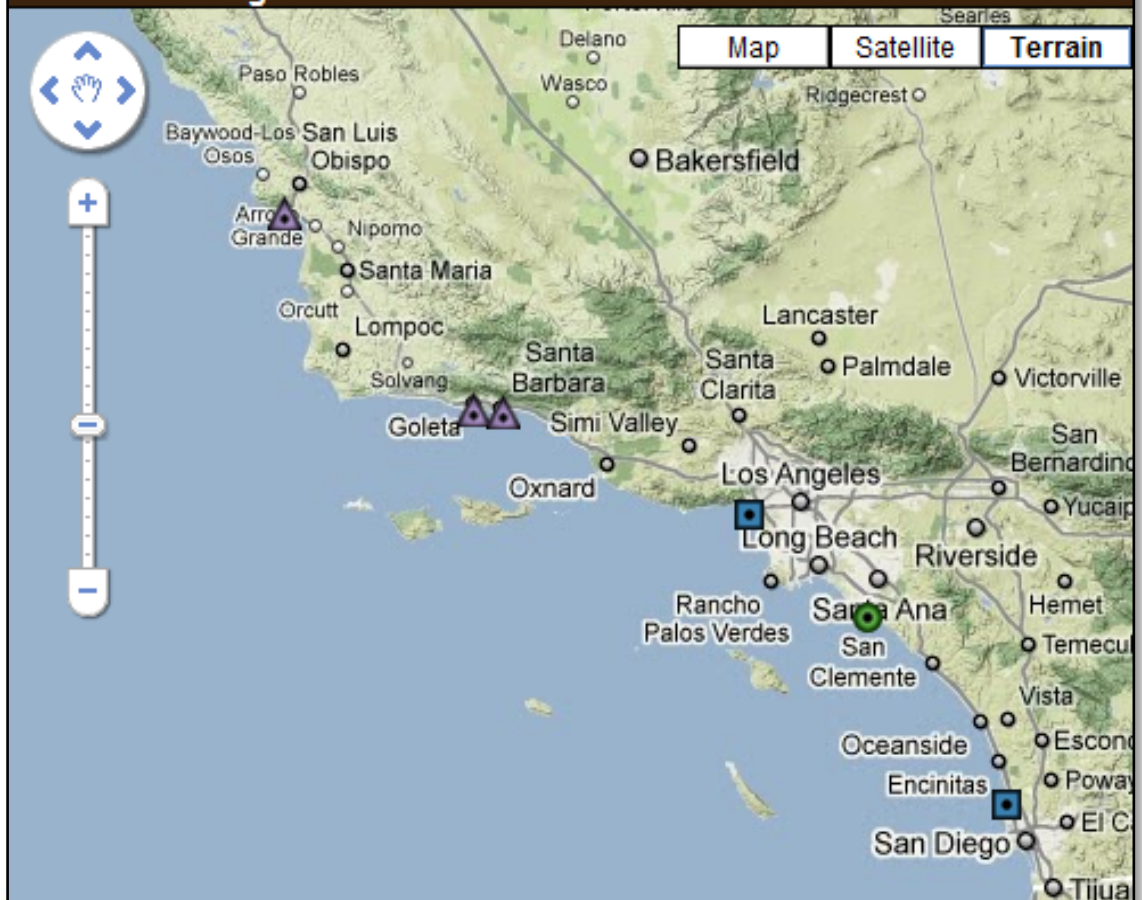 Searles
Delano
Map
Satellite
Terrain
Paso Robles
Wasco
Ridgecrest
Baywood-Los
Osos
San Luis
Obispo
Bakersfield
Arro
Grande
Nipomo
Santa Maria
Orcutt
Lompoc
Lancaster
Solvang
Santa
Barbara
Santa
Clarita
Palmdale
Victorville
Goleta
Simi Valley
San
Bernardino
Oxnard
Los Angeles
Yucaip
Long Beach
Riverside
Rancho
Palos Verdes
Santa Ana
Hemet
San
Clemente
Temecul
Vista
Oceanside
Escond
Encinitas
Poway
El C
San Diego
Tijua
+
−